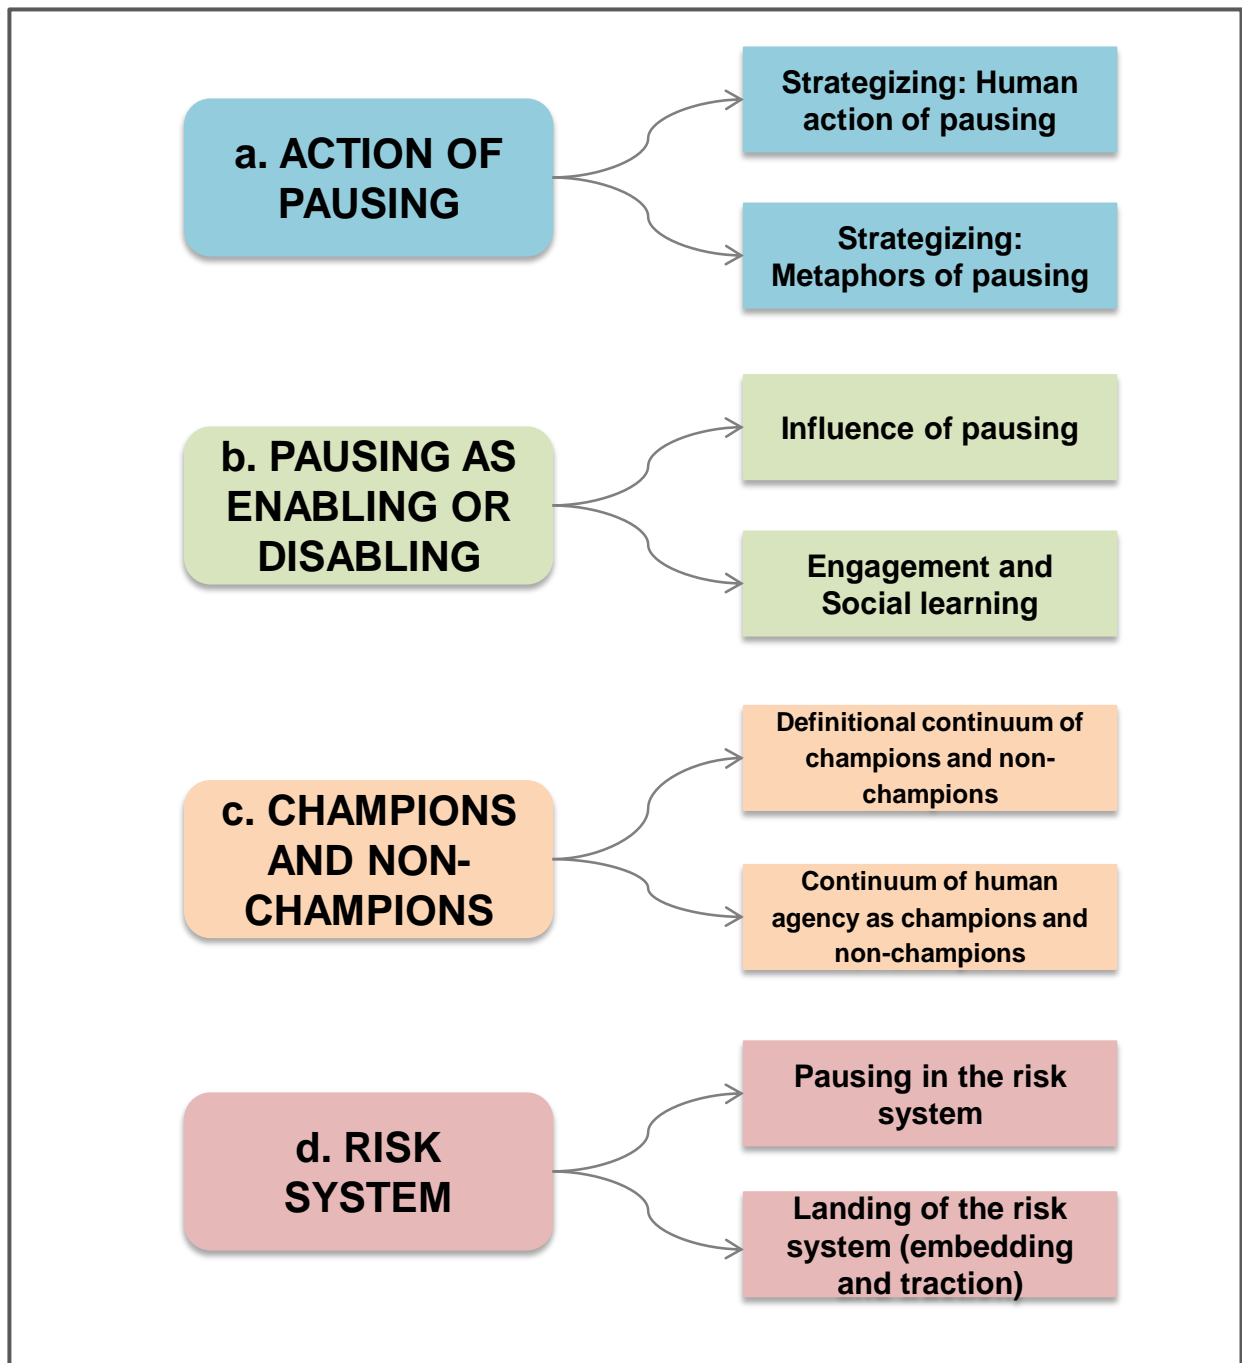 a. ACTION OF
PAUSING
Strategizing: Human
action of pausing
Strategizing:
Metaphors of pausing
b. PAUSING AS
ENABLING OR
DISABLING
Influence of pausing
Engagement and
Social learning
c. CHAMPIONS
AND NON-
CHAMPIONS
Definitional continuum of
champions and non-
champions
Continuum of human
agency as champions and
non-champions
d. RISK
SYSTEM
Pausing in the risk
system
Landing of the risk
system (embedding
and traction)